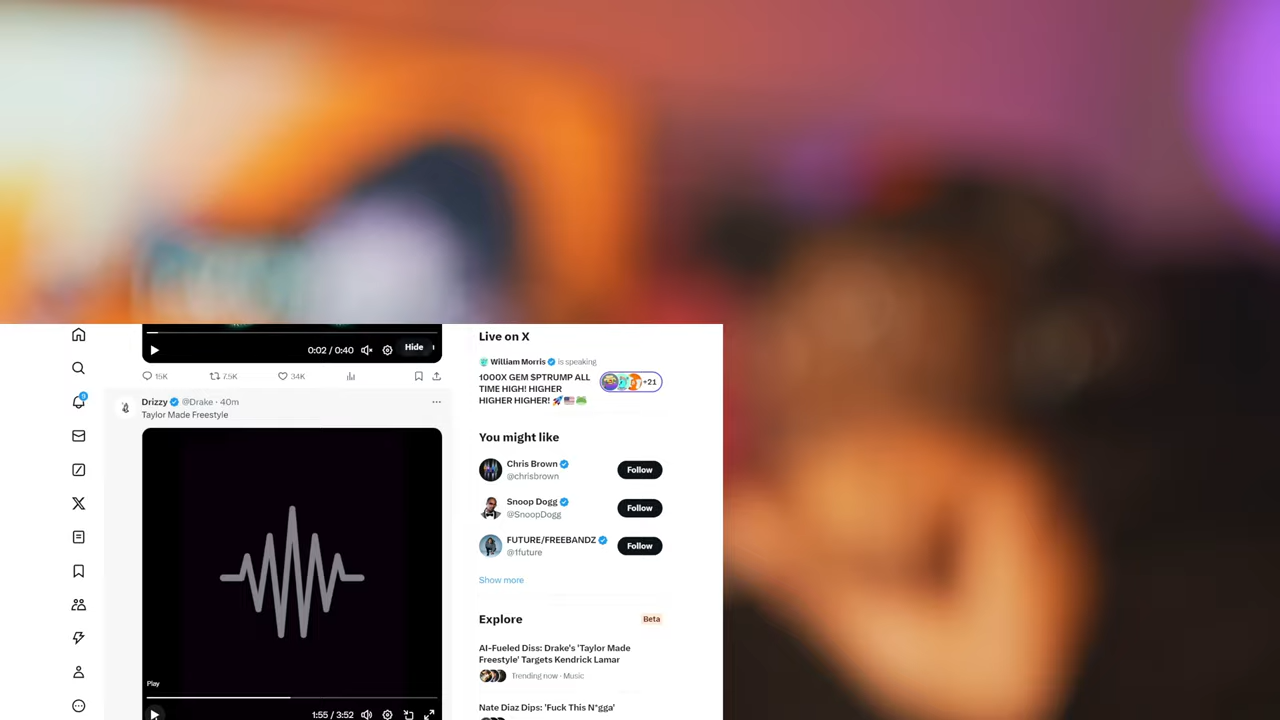 0:02 / 0:40
Hide
15K
7.5K
34K
Drizzy @Drake · 40m
Taylor Made Freestyle
Play
1:55 / 3:52
Live on X
William Morris is speaking
1000X GEM $PTRUMP ALL
TIME HIGH! HIGHER
HIGHER HIGHER! 🚀🇺🇸🐸
+21
You might like
Chris Brown
@chrisbrown
Follow
Snoop Dogg
@SnoopDogg
Follow
FUTURE/FREEBANDZ
@1future
Follow
Show more
Explore
Beta
AI-Fueled Diss: Drake's 'Taylor Made
Freestyle' Targets Kendrick Lamar
Trending now · Music
Nate Diaz Dips: 'Fuck This N*gga'